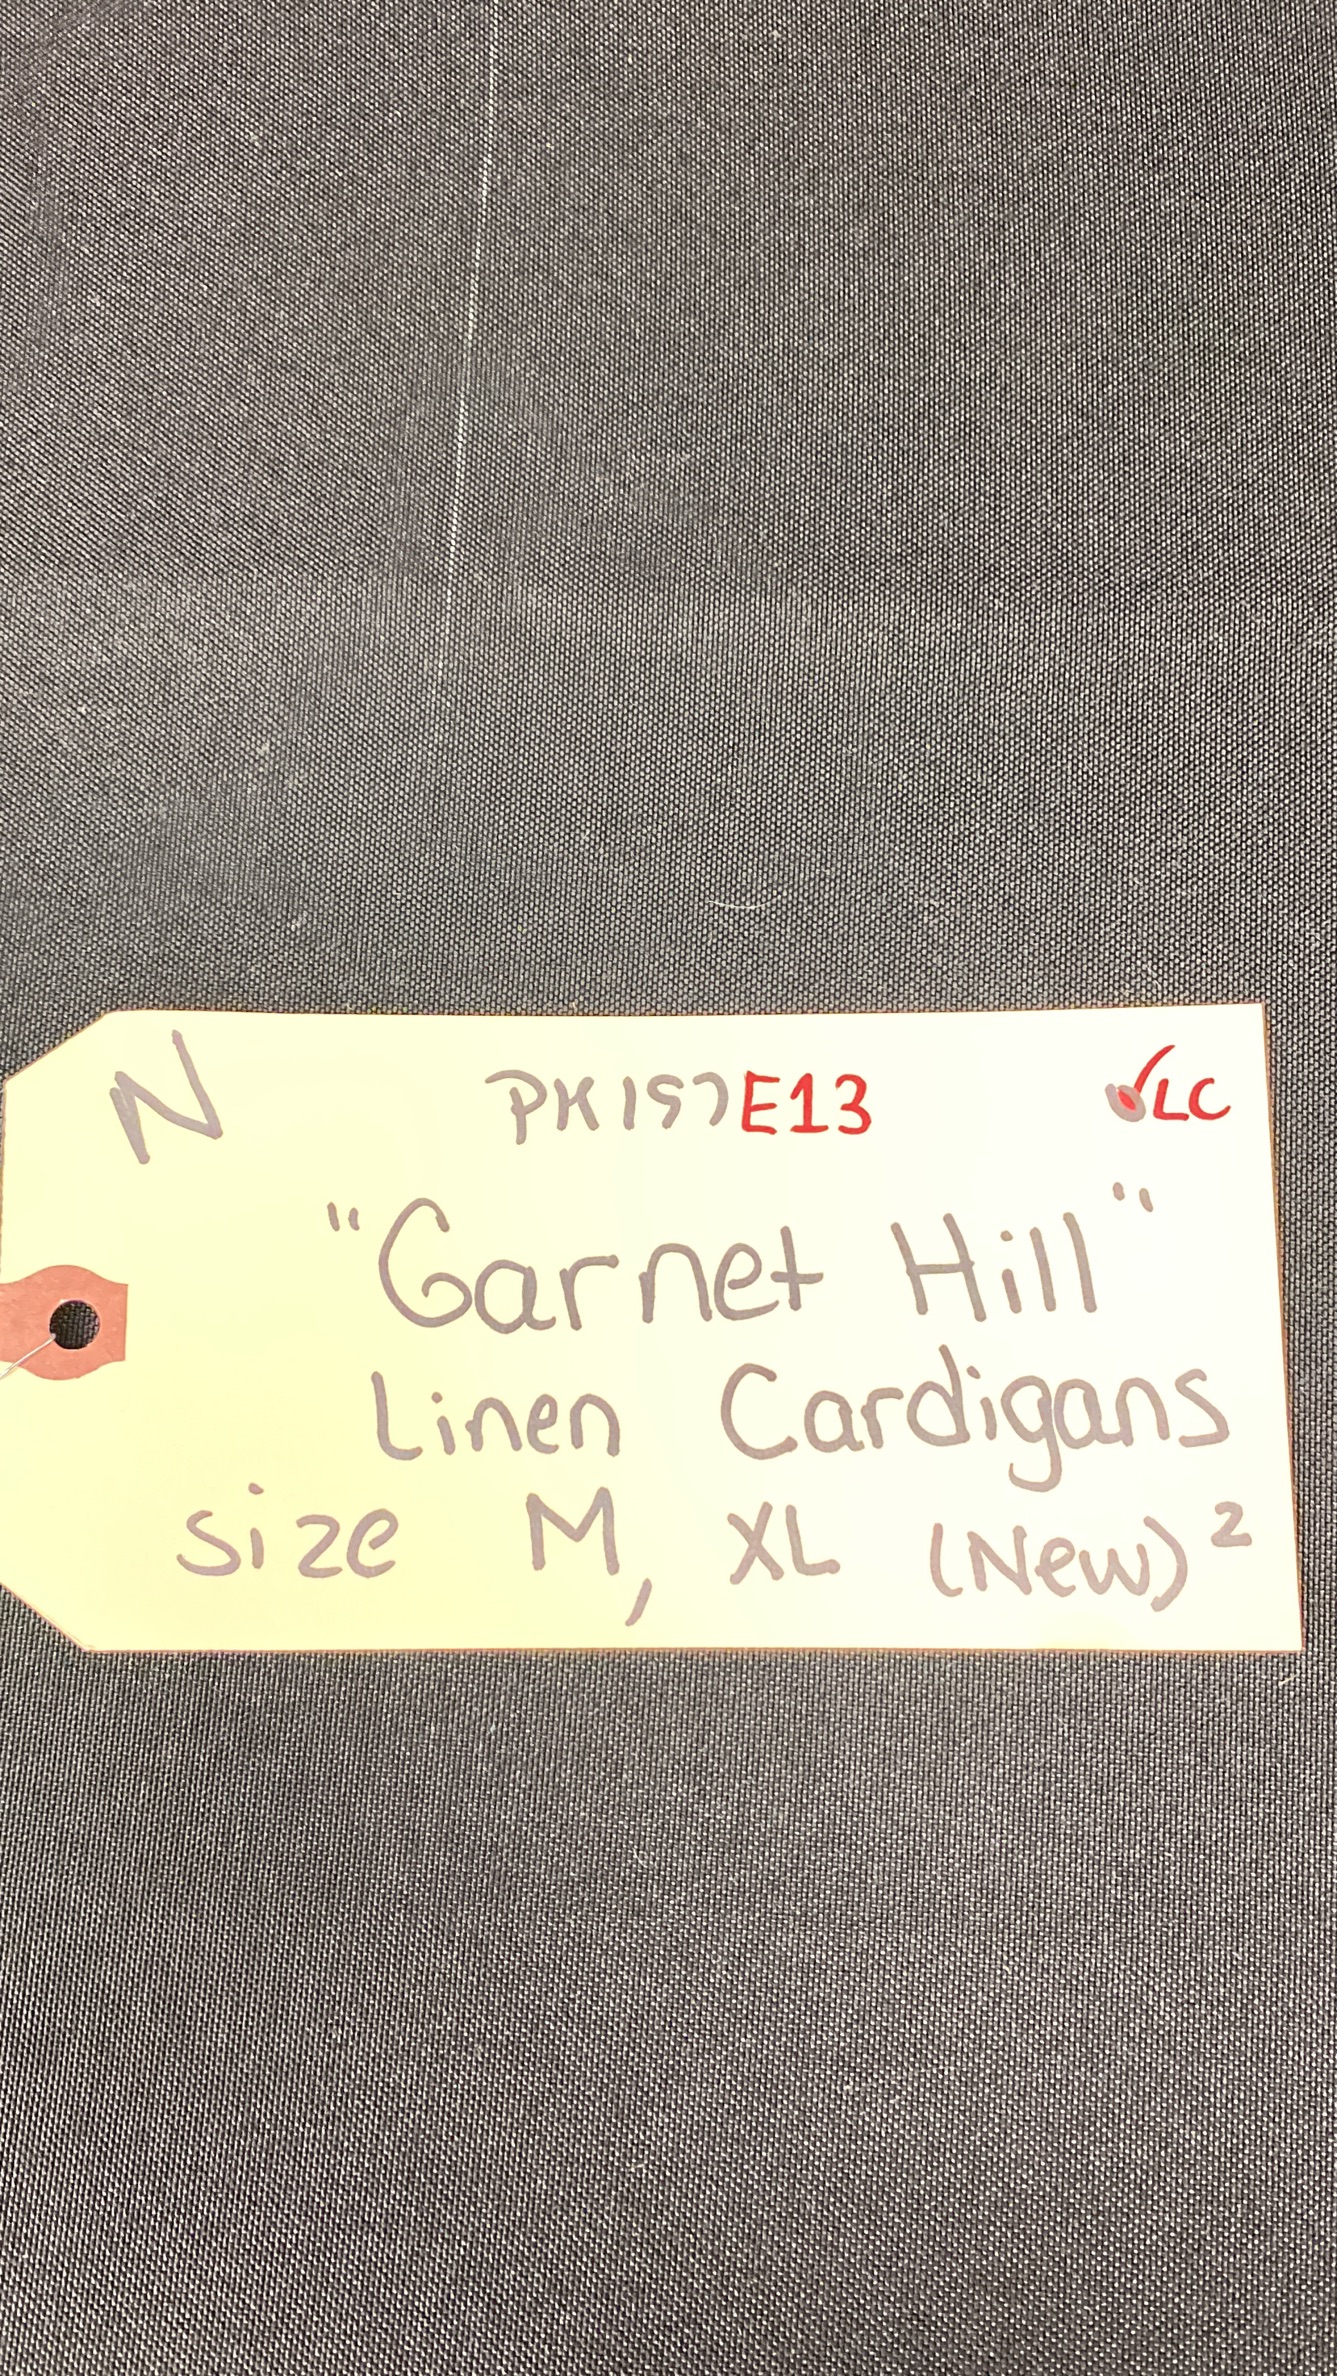 N PK157E13 ✓LC
"Garnet Hill"
Linen Cardigans
size M, XL (New)²